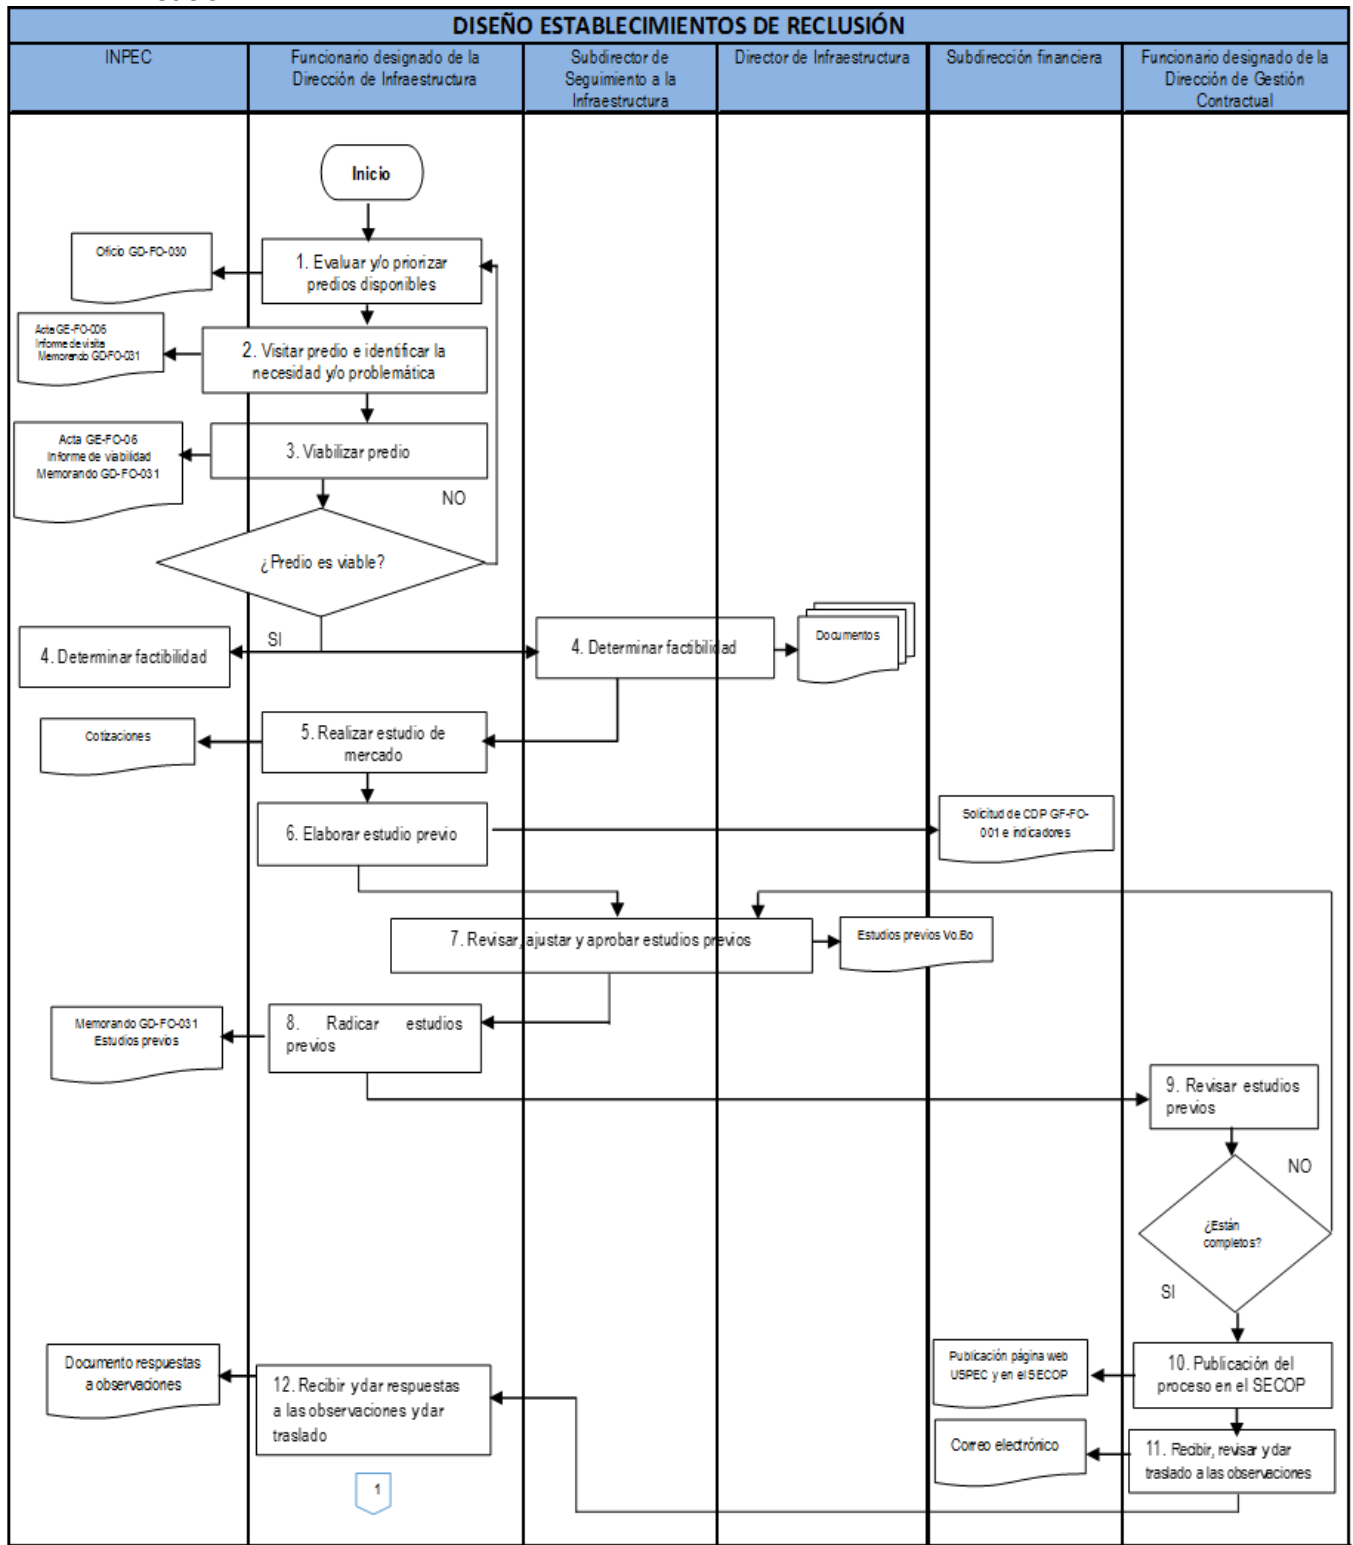 DISEÑO ESTABLECIMIENTOS DE RECLUSIÓN
INPEC
Funcionario designado de la
Dirección de Infraestructura
Subdirector de
Seguimiento a la
Infraestructura
Director de Infraestructura
Subdirección financiera
Funcionario designado de la
Dirección de Gestión
Contractual
Inicio
Oficio GD-FO-030
1. Evaluar y/o priorizar
predios disponibles
Acta GE-FO-006
Informe de visita
Memorando GD-FO-031
2. Visitar predio e identificar la
necesidad y/o problemática
Acta GE-FO-06
Informe de viabilidad
Memorando GD-FO-031
3. Viabilizar predio
NO
¿Predio es viable?
SI
4. Determinar factibilidad
4. Determinar factibilidad
Documentos
Cotizaciones
5. Realizar estudio de
mercado
6. Elaborar estudio previo
Solicitud de CDP GF-FO-
001 e indicadores
7. Revisar, ajustar y aprobar estudios previos
Estudios previos Vo.Bo
Memorando GD-FO-031
Estudios previos
8. Radicar estudios
previos
9. Revisar estudios
previos
NO
¿Están
completos?
SI
Documento respuestas
a observaciones
12. Recibir y dar respuestas
a las observaciones y dar
traslado
Publicación página web
USPEC y en el SECOP
10. Publicación del
proceso en el SECOP
Correo electrónico
11. Recibir, revisar y dar
traslado a las observaciones
1